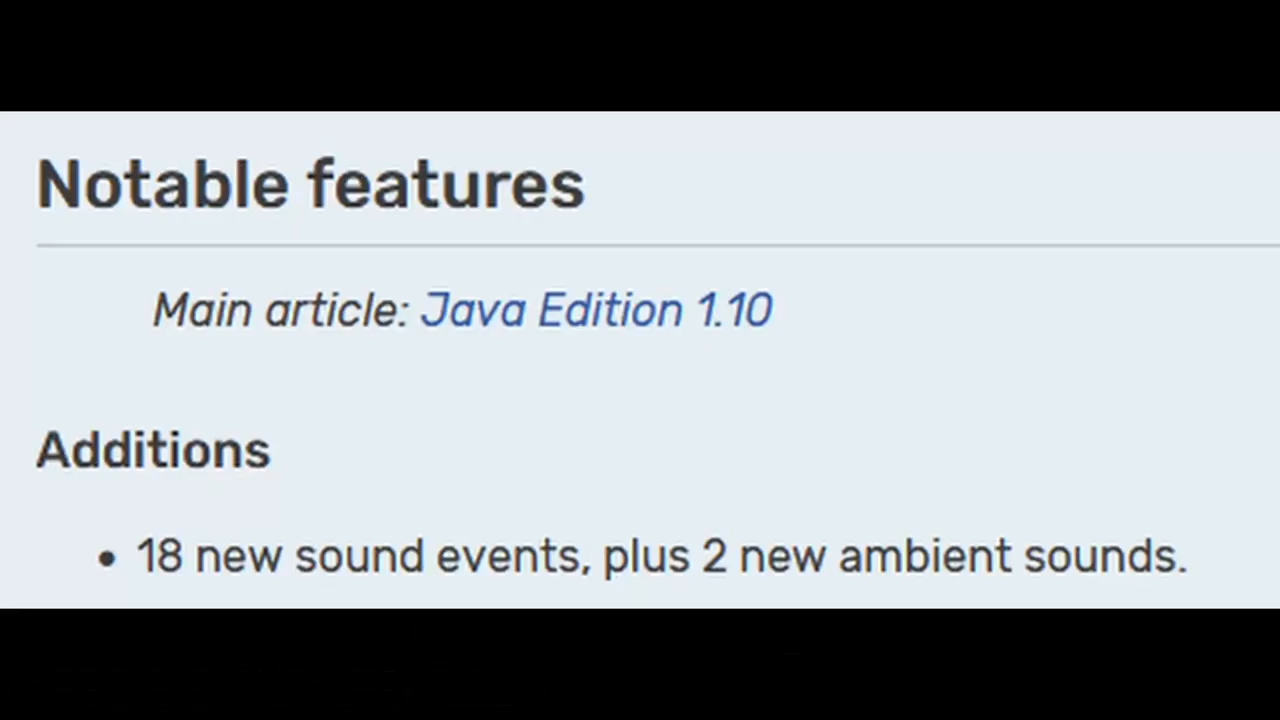 Notable features
Main article: Java Edition 1.10
Additions
• 18 new sound events, plus 2 new ambient sounds.